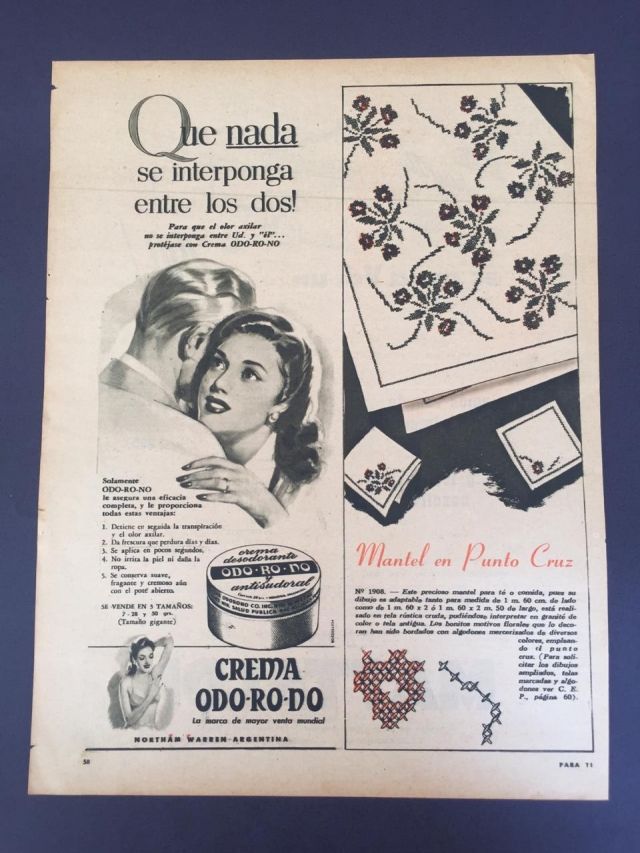 Que nada
se interponga
entre los dos!
Para que el olor axilar
no se interponga entre Ud. y "él"...
protéjase con Crema ODO-RO-NO
Solamente
ODO-RO-NO
le asegura una eficacia
completa, y le proporciona
todas estas ventajas:
1. Detiene en seguida la transpiración
y el olor axilar.
2. Da frescura que perdura días y días.
3. Se aplica en pocos segundos.
4. No irrita la piel ni daña la
ropa.
5. Se conserva suave,
fragante y cremoso aún
con el pote abierto.
SE VENDE EN 3 TAMAÑOS:
7 - 28 y 50 grs.
(Tamaño gigante)
crema
desodorante
ODO·RO·NO
y
antisudoral
ODORONO CO. INC.
SALUD PUBLICA
CREMA
ODO-RO-DO
La marca de mayor venta mundial
NORTHAM WARREN-ARGENTINA
58
Mantel en Punto Cruz
Nº 1908. — Este precioso mantel para té o comida, pues su
dibujo es adaptable tanto para medida de 1 m. 60 cm. de lado
como de 1 m. 60 x 2 ó 1 m. 60 x 2 m. 50 de largo, está reali-
zado en tela rústica cruda, pudiéndose interpretar en granité de
color o tela antigua. Los bonitos motivos florales que lo deco-
ran han sido bordados con algodones mercerizados de diversos
colores, emplean-
do el punto
cruz. (Para soli-
citar los dibujos
ampliados, telas
marcadas y algo-
dones ver C. E.
P., página 60).
PARA TI